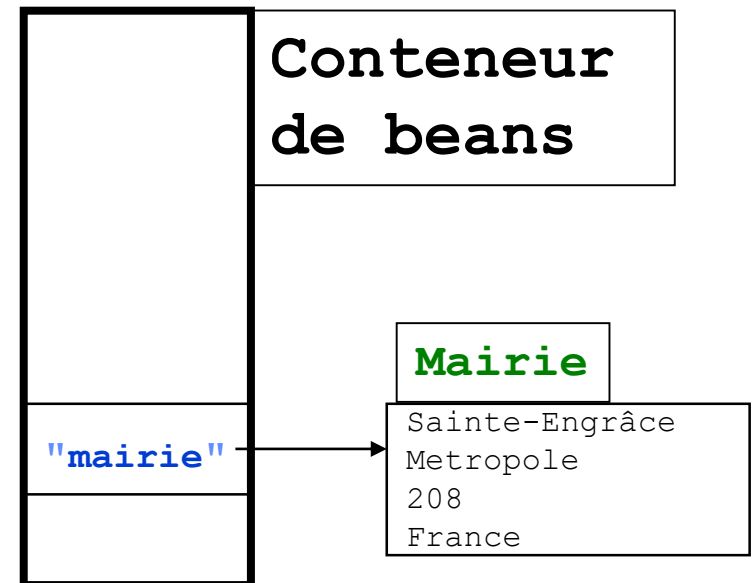 Conteneur
de beans
Mairie
"mairie"
Sainte-Engrâce
Metropole
208
France